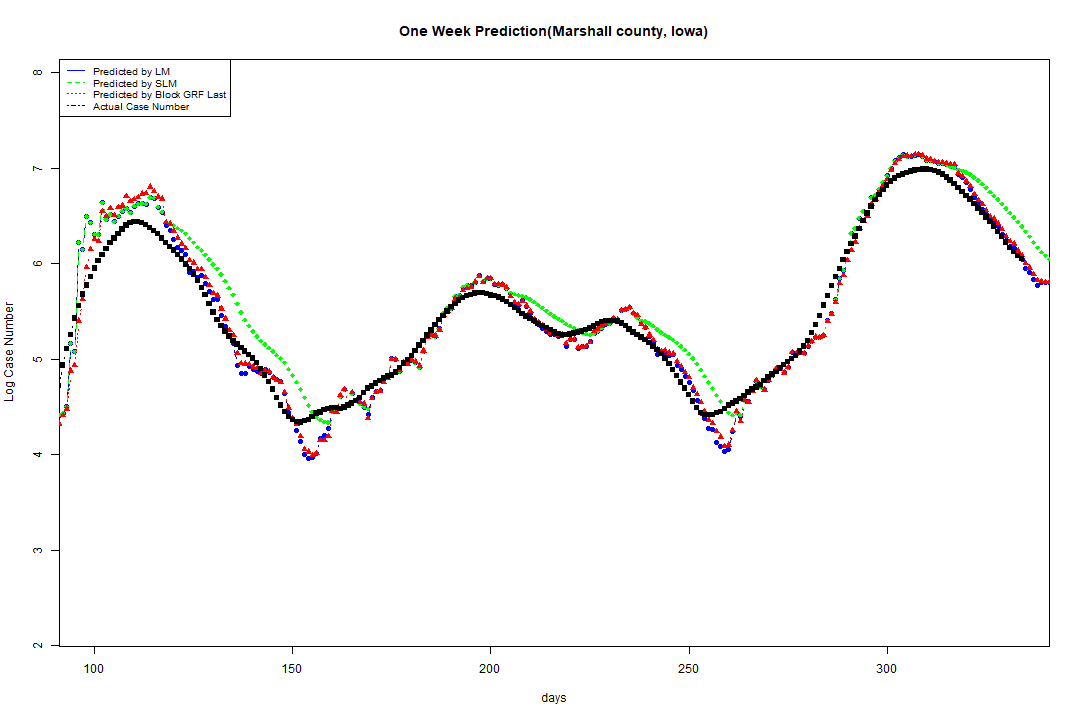 One Week Prediction(Marshall county, Iowa)
Predicted by LM
Predicted by SLM
Predicted by Block GRF Last
Actual Case Number
8
7
6
5
4
3
2
Log Case Number
100 150 200 250 300
days